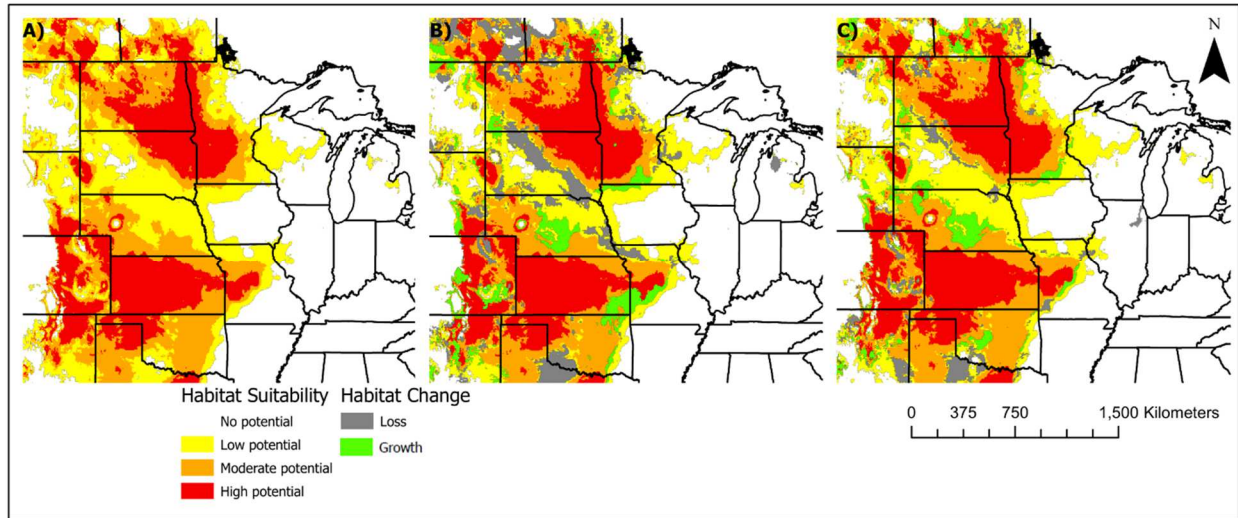 A)
B)
C)
N
Habitat Suitability
No potential
Low potential
Moderate potential
High potential
Habitat Change
Loss
Growth
0 375 750 1,500 Kilometers